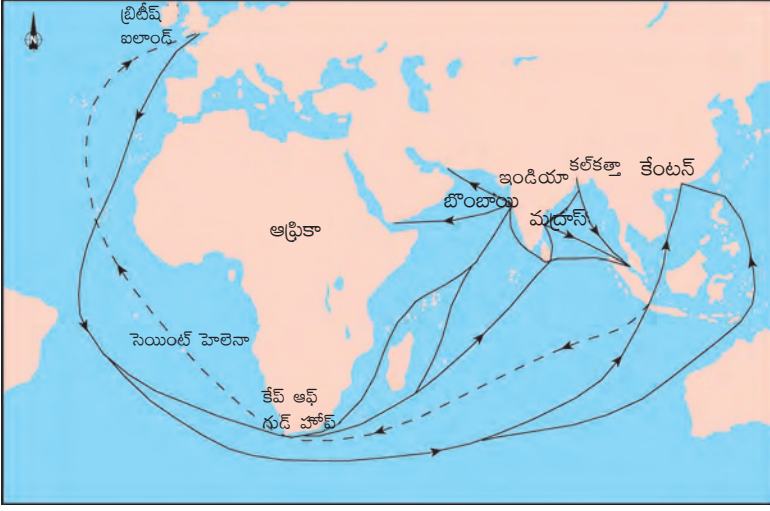 బ్రిటీష్
ఐలాండ్
N
ఇండియా
కల్‌కత్తా
కేంటన్
బొంబాయి
మద్రాస్
ఆఫ్రికా
సెయింట్ హెలెనా
కేప్ ఆఫ్
గుడ్ హోప్